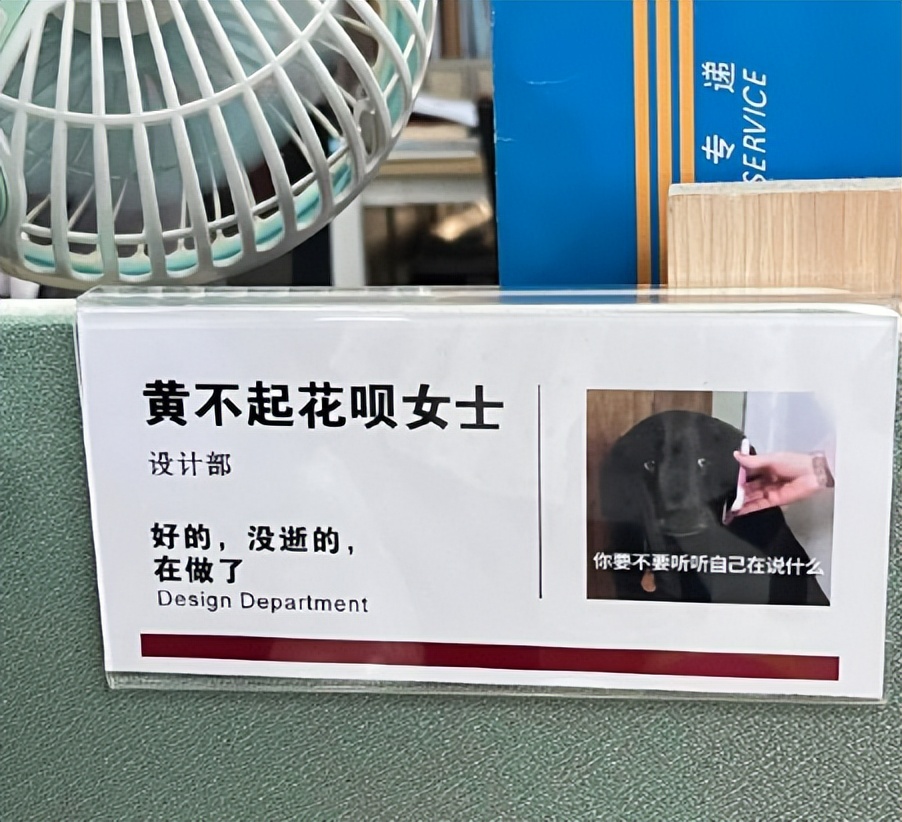 专 递
SERVICE
黄不起花呗女士
设计部
好的，没逝的，
在做了
Design Department
你要不要听听自己在说什么